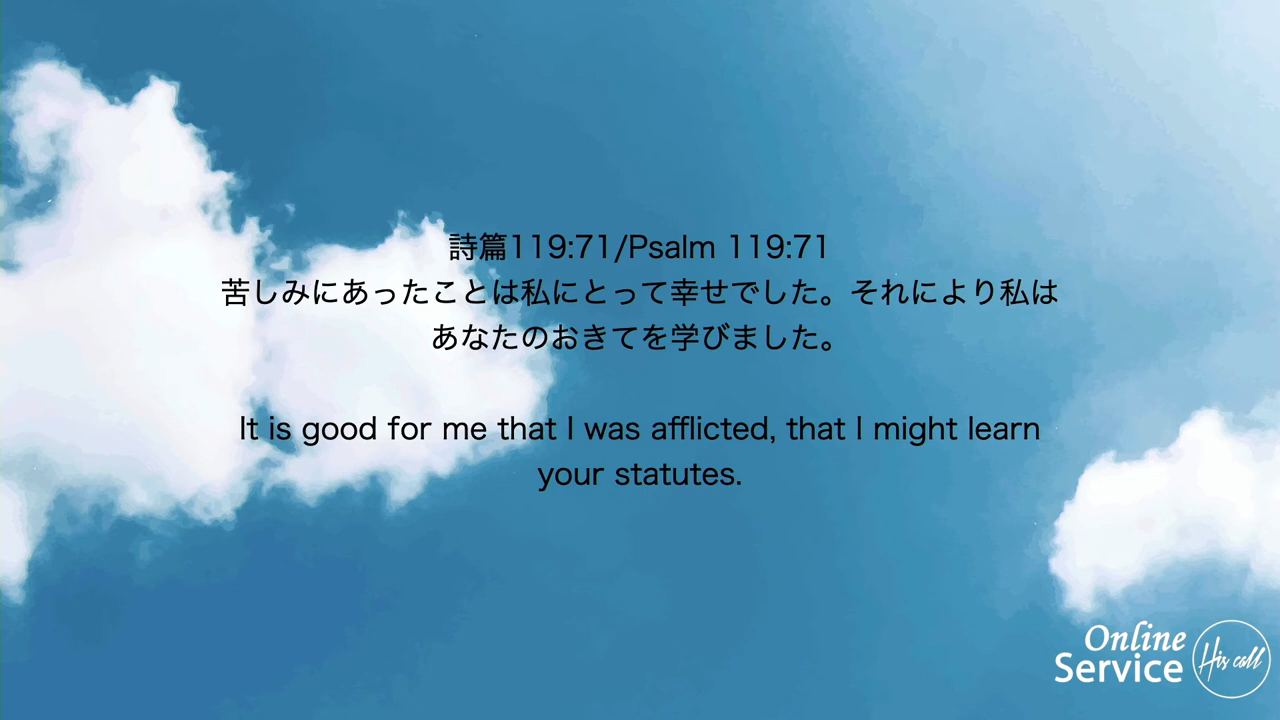 詩篇119:71/Psalm 119:71
苦しみにあったことは私にとって幸せでした。それにより私は
あなたのおきてを学びました。
It is good for me that I was afflicted, that I might learn
your statutes.
Online
Service
His call